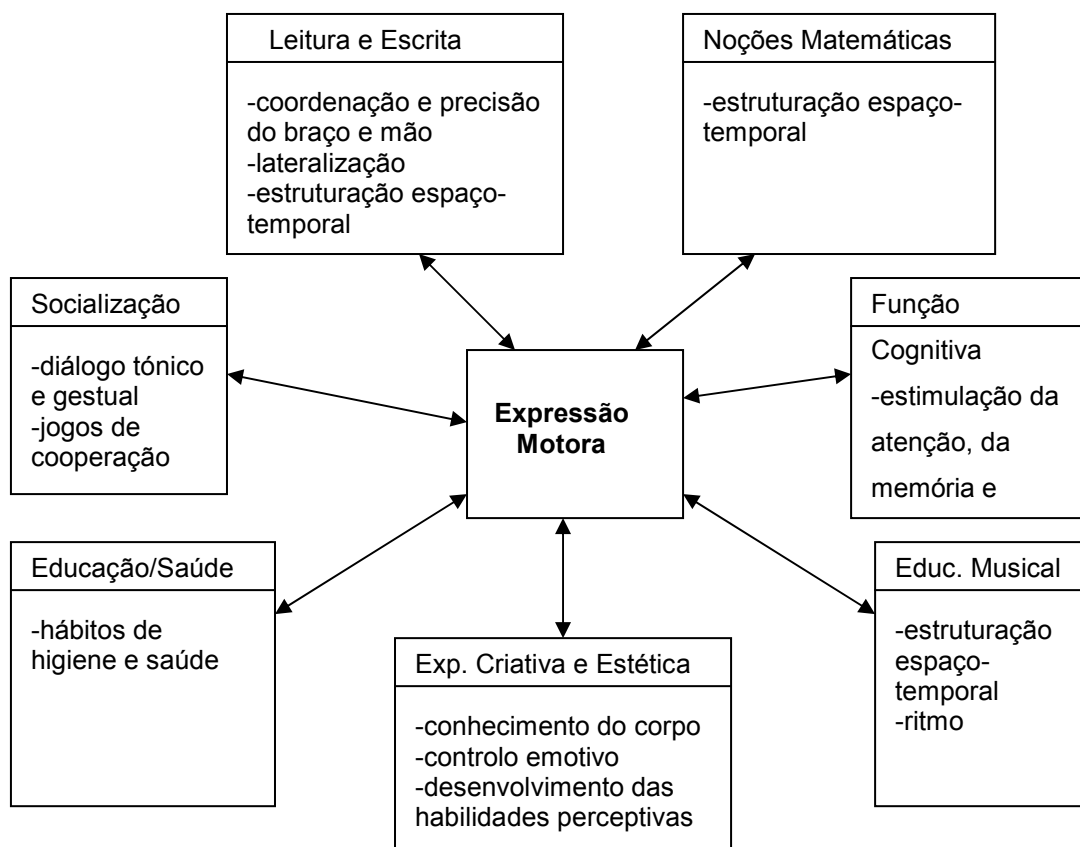 Leitura e Escrita
-coordenação e precisão
do braço e mão
-lateralização
-estruturação espaço-
temporal
Noções Matemáticas
-estruturação espaço-
temporal
Socialização
-diálogo tónico
e gestual
-jogos de
cooperação
Expressão
Motora
Função
Cognitiva
-estimulação da
atenção, da
memória e
Educação/Saúde
-hábitos de
higiene e saúde
Exp. Criativa e Estética
-conhecimento do corpo
-controlo emotivo
-desenvolvimento das
habilidades perceptivas
Educ. Musical
-estruturação
espaço-
temporal
-ritmo